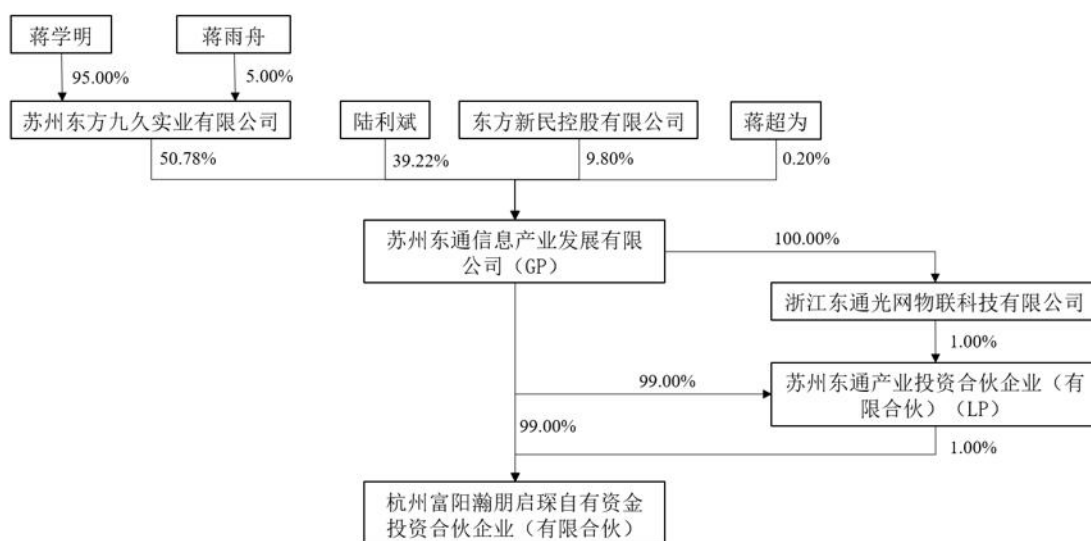 蒋学明
蒋雨舟
95.00%
5.00%
苏州东方九久实业有限公司
陆利斌
东方新民控股有限公司
蒋超为
50.78%
39.22%
9.80%
0.20%
苏州东通信息产业发展有限
公司（GP）
100.00%
浙江东通光网物联科技有限公司
1.00%
99.00%
苏州东通产业投资合伙企业（有
限合伙）（LP）
99.00%
1.00%
杭州富阳瀚朋启琛自有资金
投资合伙企业（有限合伙）